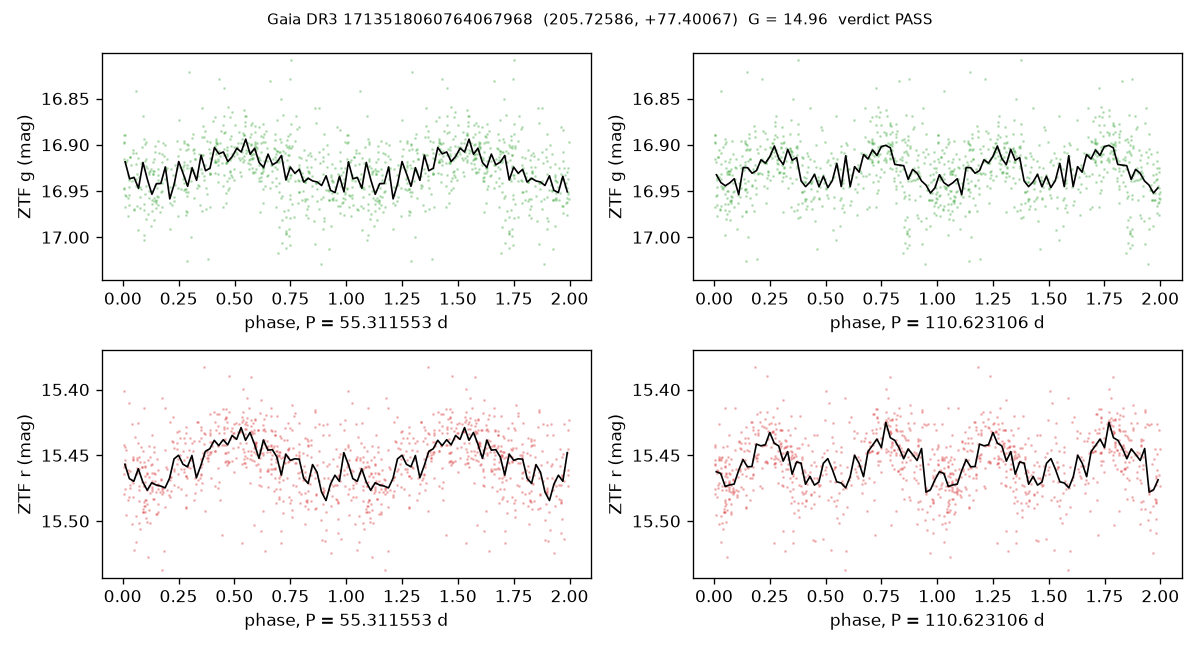 Gaia DR3 1713518060764067968 (205.72586, +77.40067) G = 14.96 verdict PASS
ZTF g (mag)
16.85
16.90
16.95
17.00
0.00 0.25 0.50 0.75 1.00 1.25 1.50 1.75 2.00
phase, P = 55.311553 d
ZTF g (mag)
16.85
16.90
16.95
17.00
0.00 0.25 0.50 0.75 1.00 1.25 1.50 1.75 2.00
phase, P = 110.623106 d
ZTF r (mag)
15.40
15.45
15.50
0.00 0.25 0.50 0.75 1.00 1.25 1.50 1.75 2.00
phase, P = 55.311553 d
ZTF r (mag)
15.40
15.45
15.50
0.00 0.25 0.50 0.75 1.00 1.25 1.50 1.75 2.00
phase, P = 110.623106 d